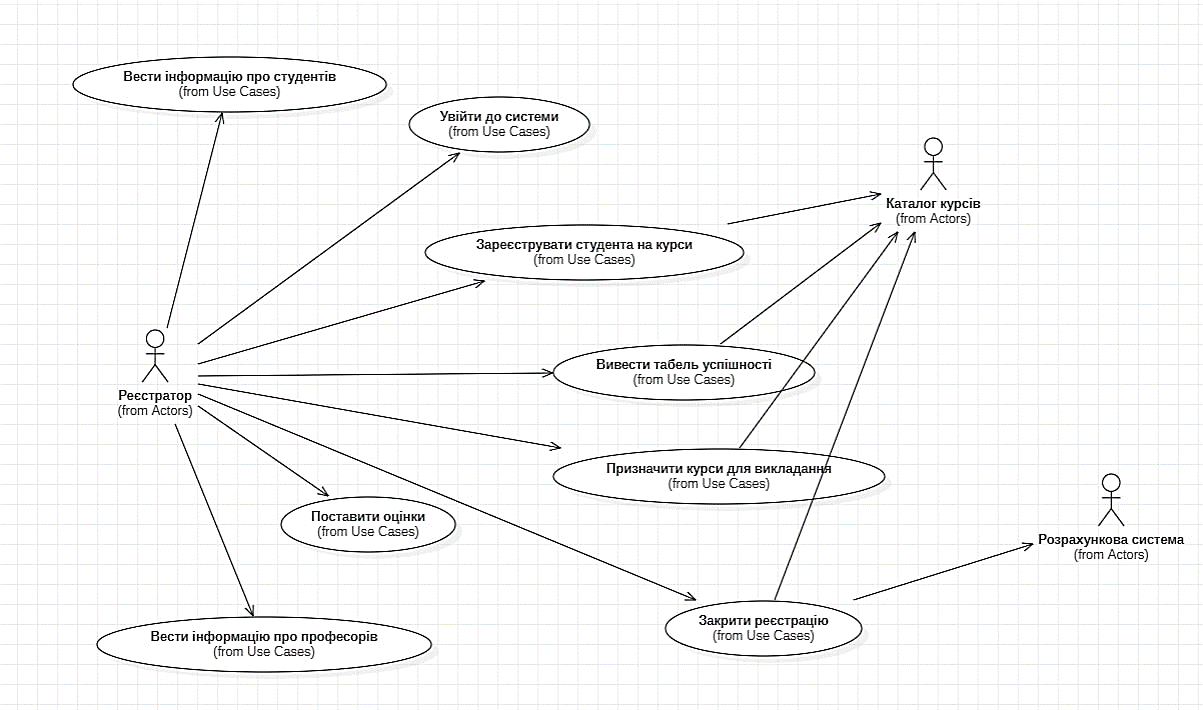 Вести інформацію про студентів
(from Use Cases)
Увійти до системи
(from Use Cases)
Каталог курсів
(from Actors)
Зареєструвати студента на курси
(from Use Cases)
Вивести табель успішності
(from Use Cases)
Реєстратор
(from Actors)
Призначити курси для викладання
(from Use Cases)
Поставити оцінки
(from Use Cases)
Розрахункова система
(from Actors)
Закрити реєстрацію
(from Use Cases)
Вести інформацію про професорів
(from Use Cases)